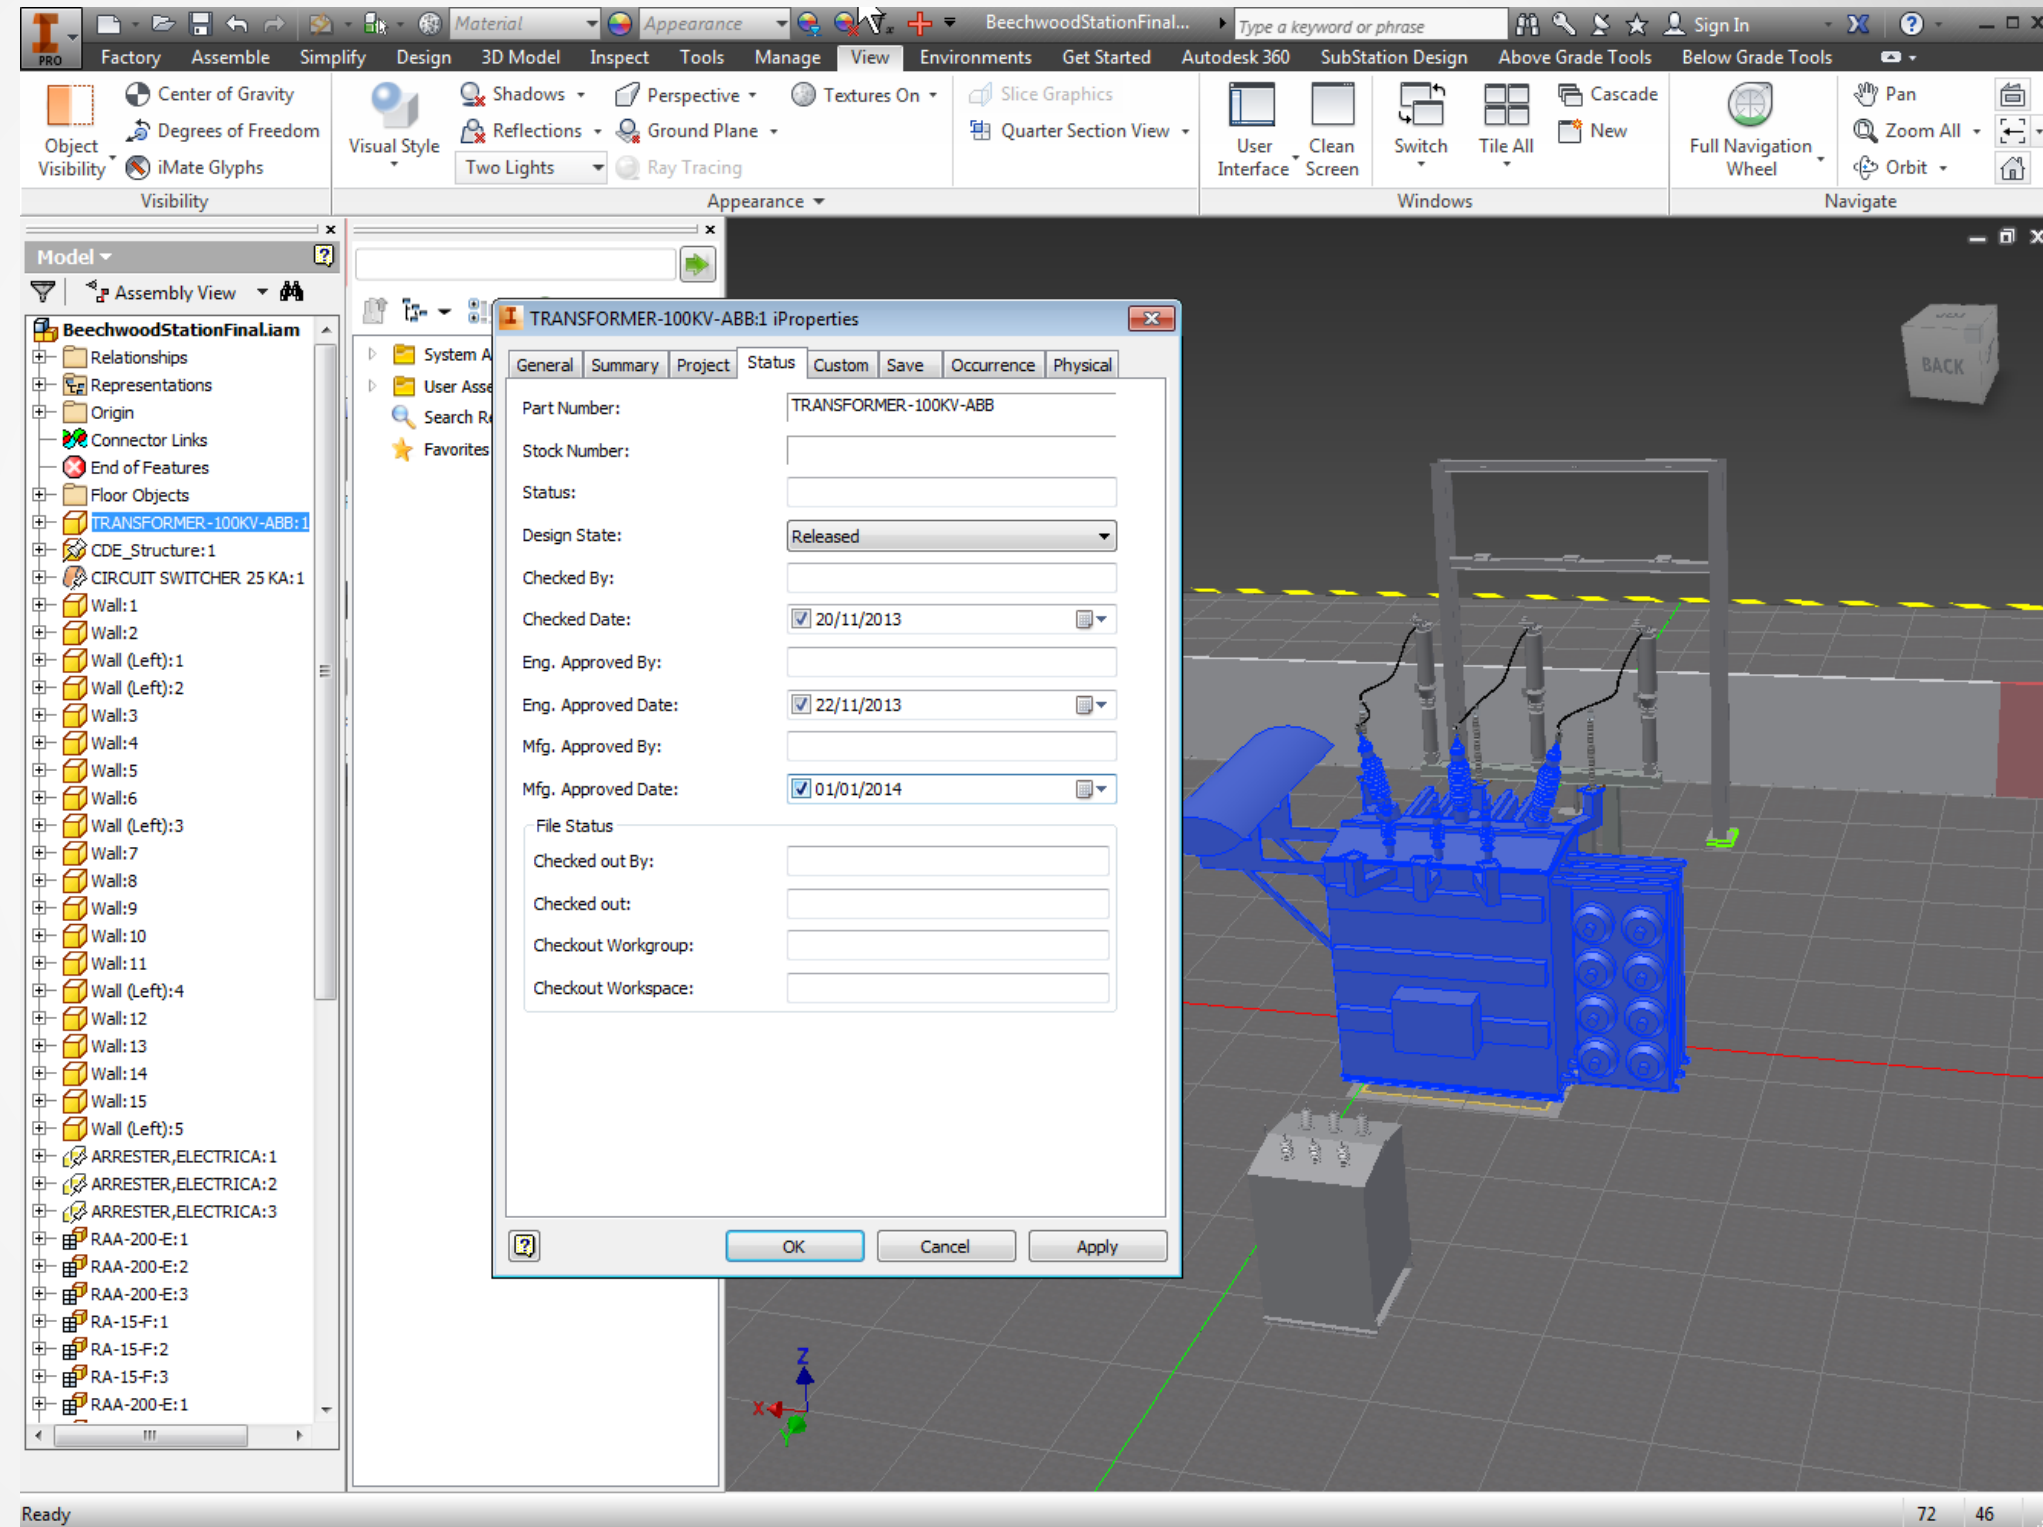 Material
Appearance
BeechwoodStationFinal...
Type a keyword or phrase
Sign In
PRO
Factory Assemble Simplify Design 3D Model Inspect Tools Manage View Environments Get Started Autodesk 360 SubStation Design Above Grade Tools Below Grade Tools
Object Visibility
Center of Gravity
Degrees of Freedom
iMate Glyphs
Visibility
Visual Style
Shadows
Reflections
Two Lights
Perspective
Ground Plane
Ray Tracing
Textures On
Appearance
Slice Graphics
Quarter Section View
User Interface
Clean Screen
Switch
Tile All
Cascade
New
Windows
Full Navigation Wheel
Pan
Zoom All
Orbit
Navigate
Model
Assembly View
BeechwoodStationFinal.iam
Relationships
Representations
Origin
Connector Links
End of Features
Floor Objects
TRANSFORMER-100KV-ABB:1
CDE_Structure:1
CIRCUIT SWITCHER 25 KA:1
Wall:1
Wall:2
Wall (Left):1
Wall (Left):2
Wall:3
Wall:4
Wall:5
Wall:6
Wall (Left):3
Wall:7
Wall:8
Wall:9
Wall:10
Wall:11
Wall (Left):4
Wall:12
Wall:13
Wall:14
Wall:15
Wall (Left):5
ARRESTER,ELECTRICA:1
ARRESTER,ELECTRICA:2
ARRESTER,ELECTRICA:3
RAA-200-E:1
RAA-200-E:2
RAA-200-E:3
RA-15-F:1
RA-15-F:2
RA-15-F:3
RAA-200-E:1
System A
User Asse
Search Re
Favorites
TRANSFORMER-100KV-ABB:1 iProperties
General Summary Project Status Custom Save Occurrence Physical
Part Number: TRANSFORMER-100KV-ABB
Stock Number:
Status:
Design State: Released
Checked By:
Checked Date: 20/11/2013
Eng. Approved By:
Eng. Approved Date: 22/11/2013
Mfg. Approved By:
Mfg. Approved Date: 01/01/2014
File Status
Checked out By:
Checked out:
Checkout Workgroup:
Checkout Workspace:
OK Cancel Apply
BACK
Z
X
Y
Ready
72 46